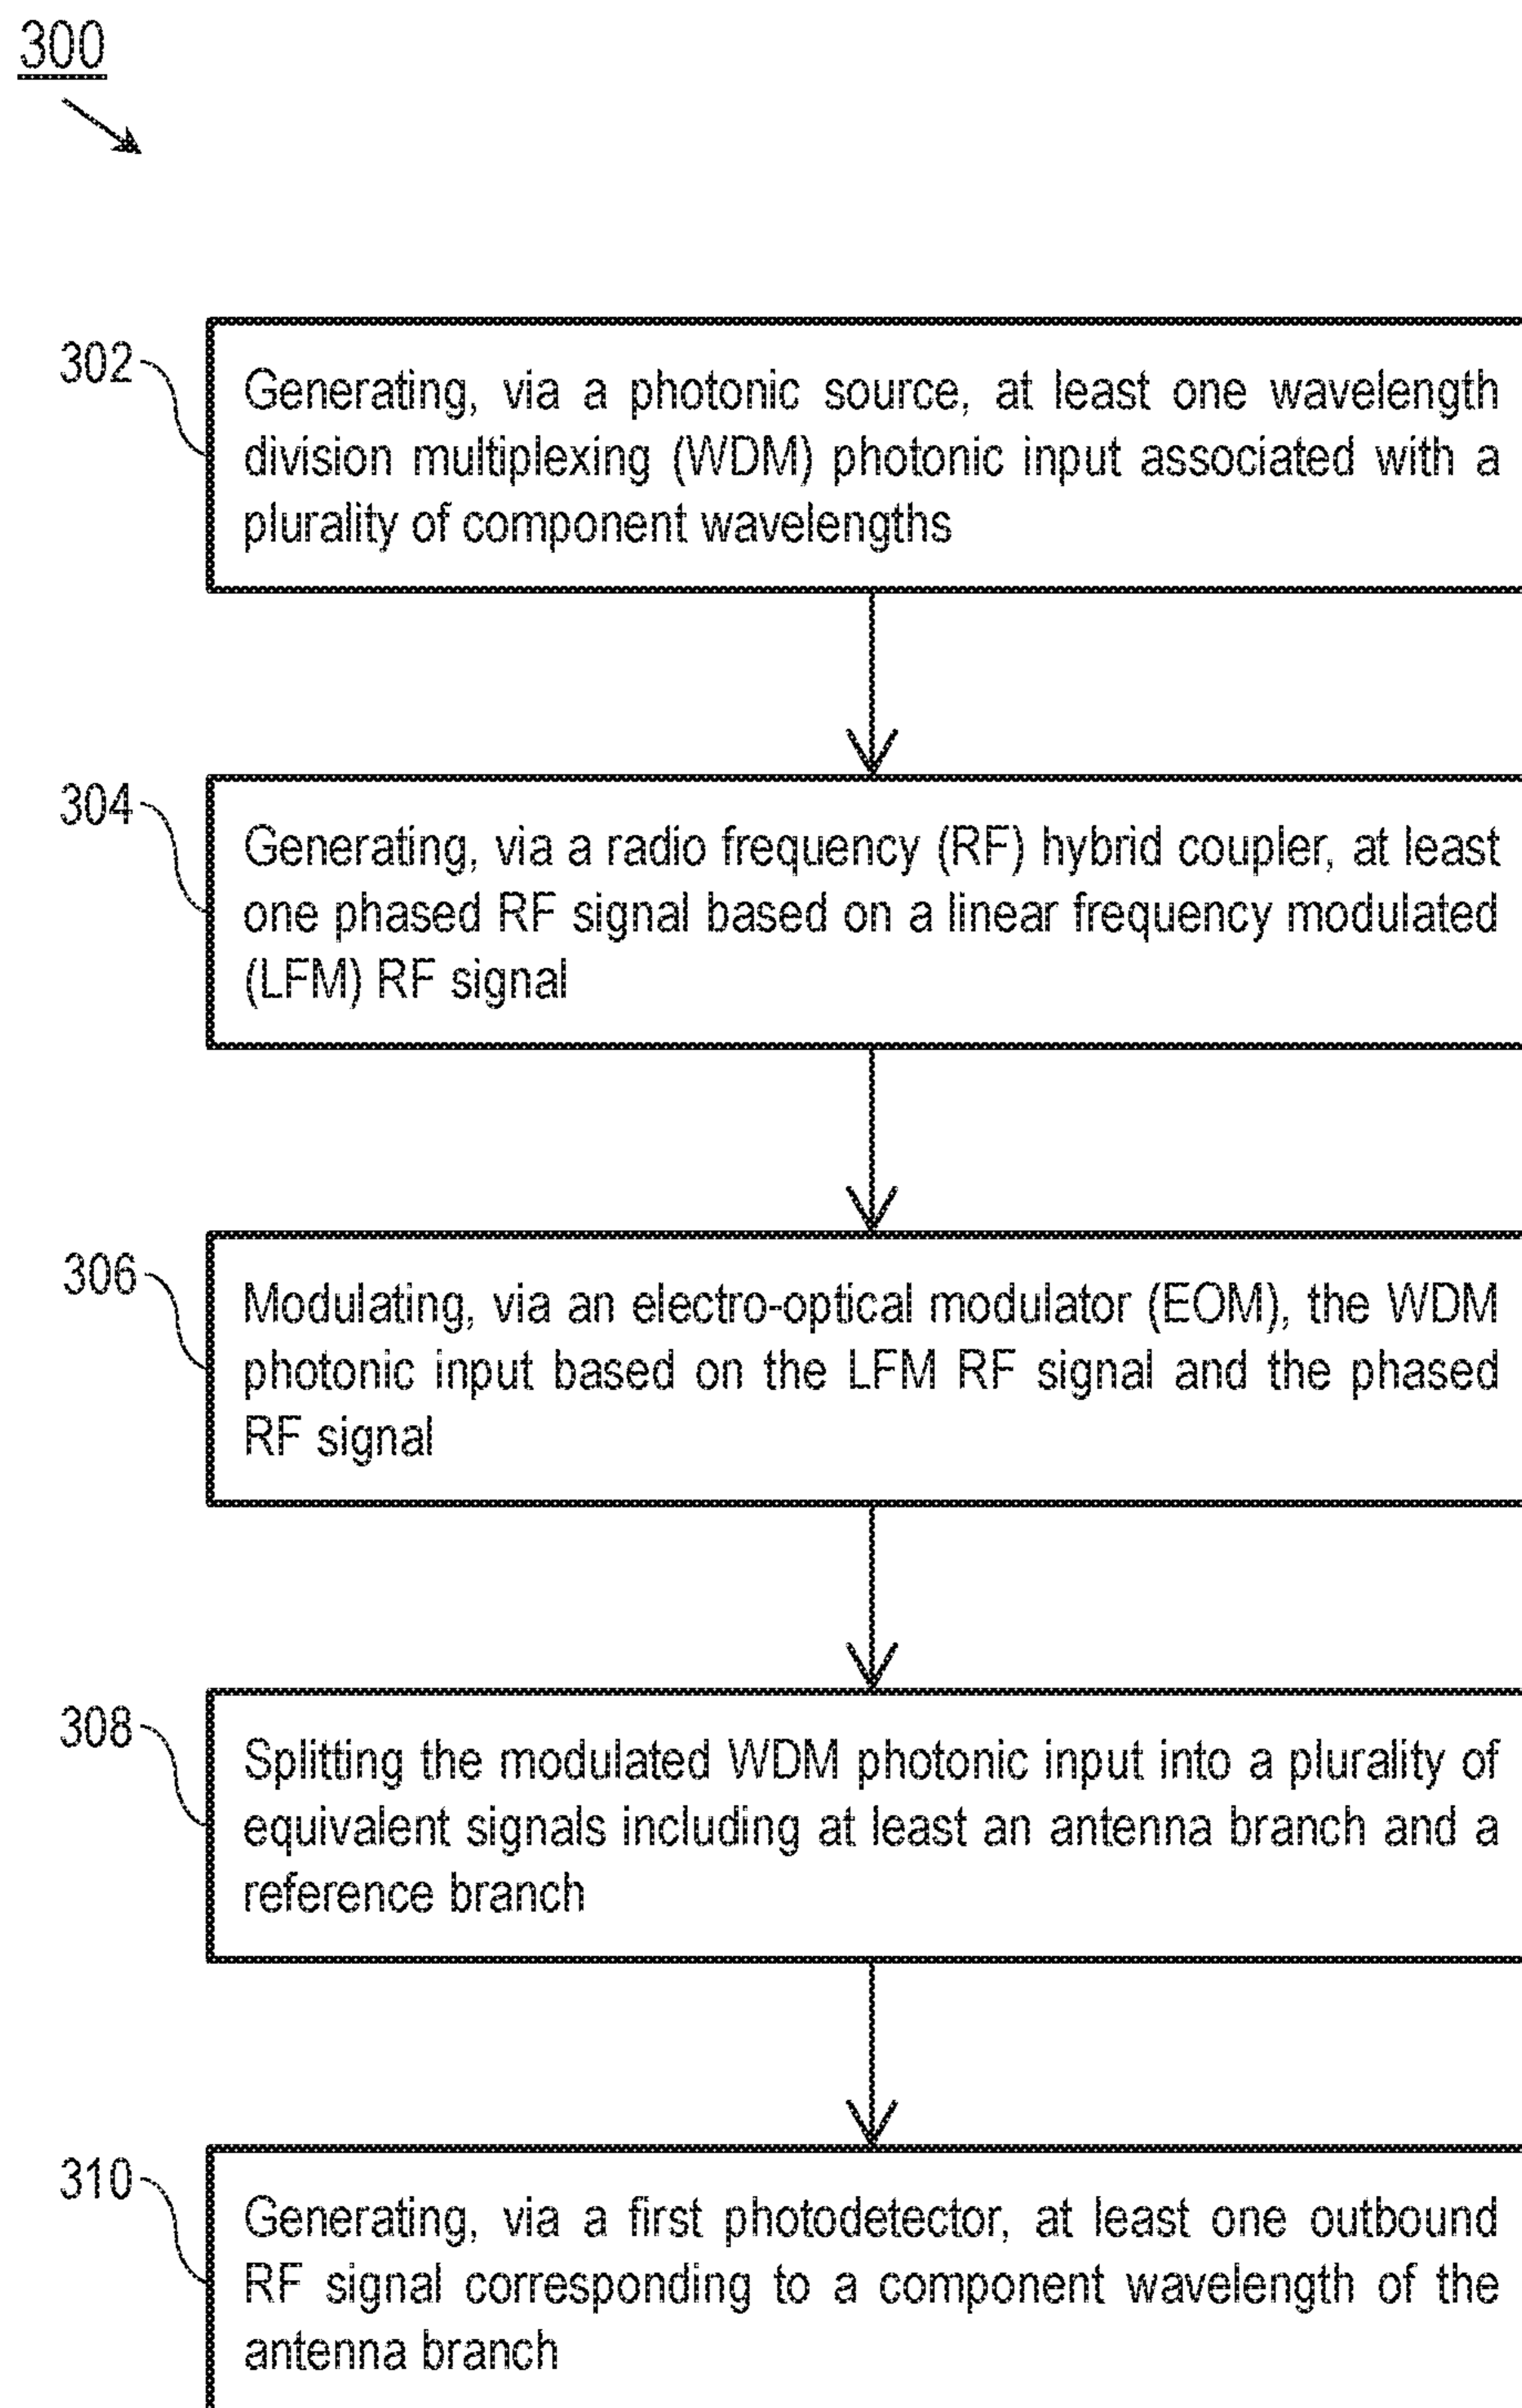 300
302
Generating, via a photonic source, at least one wavelength
division multiplexing (WDM) photonic input associated with a
plurality of component wavelengths
304
Generating, via a radio frequency (RF) hybrid coupler, at least
one phased RF signal based on a linear frequency modulated
(LFM) RF signal
306
Modulating, via an electro-optical modulator (EOM), the WDM
photonic input based on the LFM RF signal and the phased
RF signal
308
Splitting the modulated WDM photonic input into a plurality of
equivalent signals including at least an antenna branch and a
reference branch
310
Generating, via a first photodetector, at least one outbound
RF signal corresponding to a component wavelength of the
antenna branch